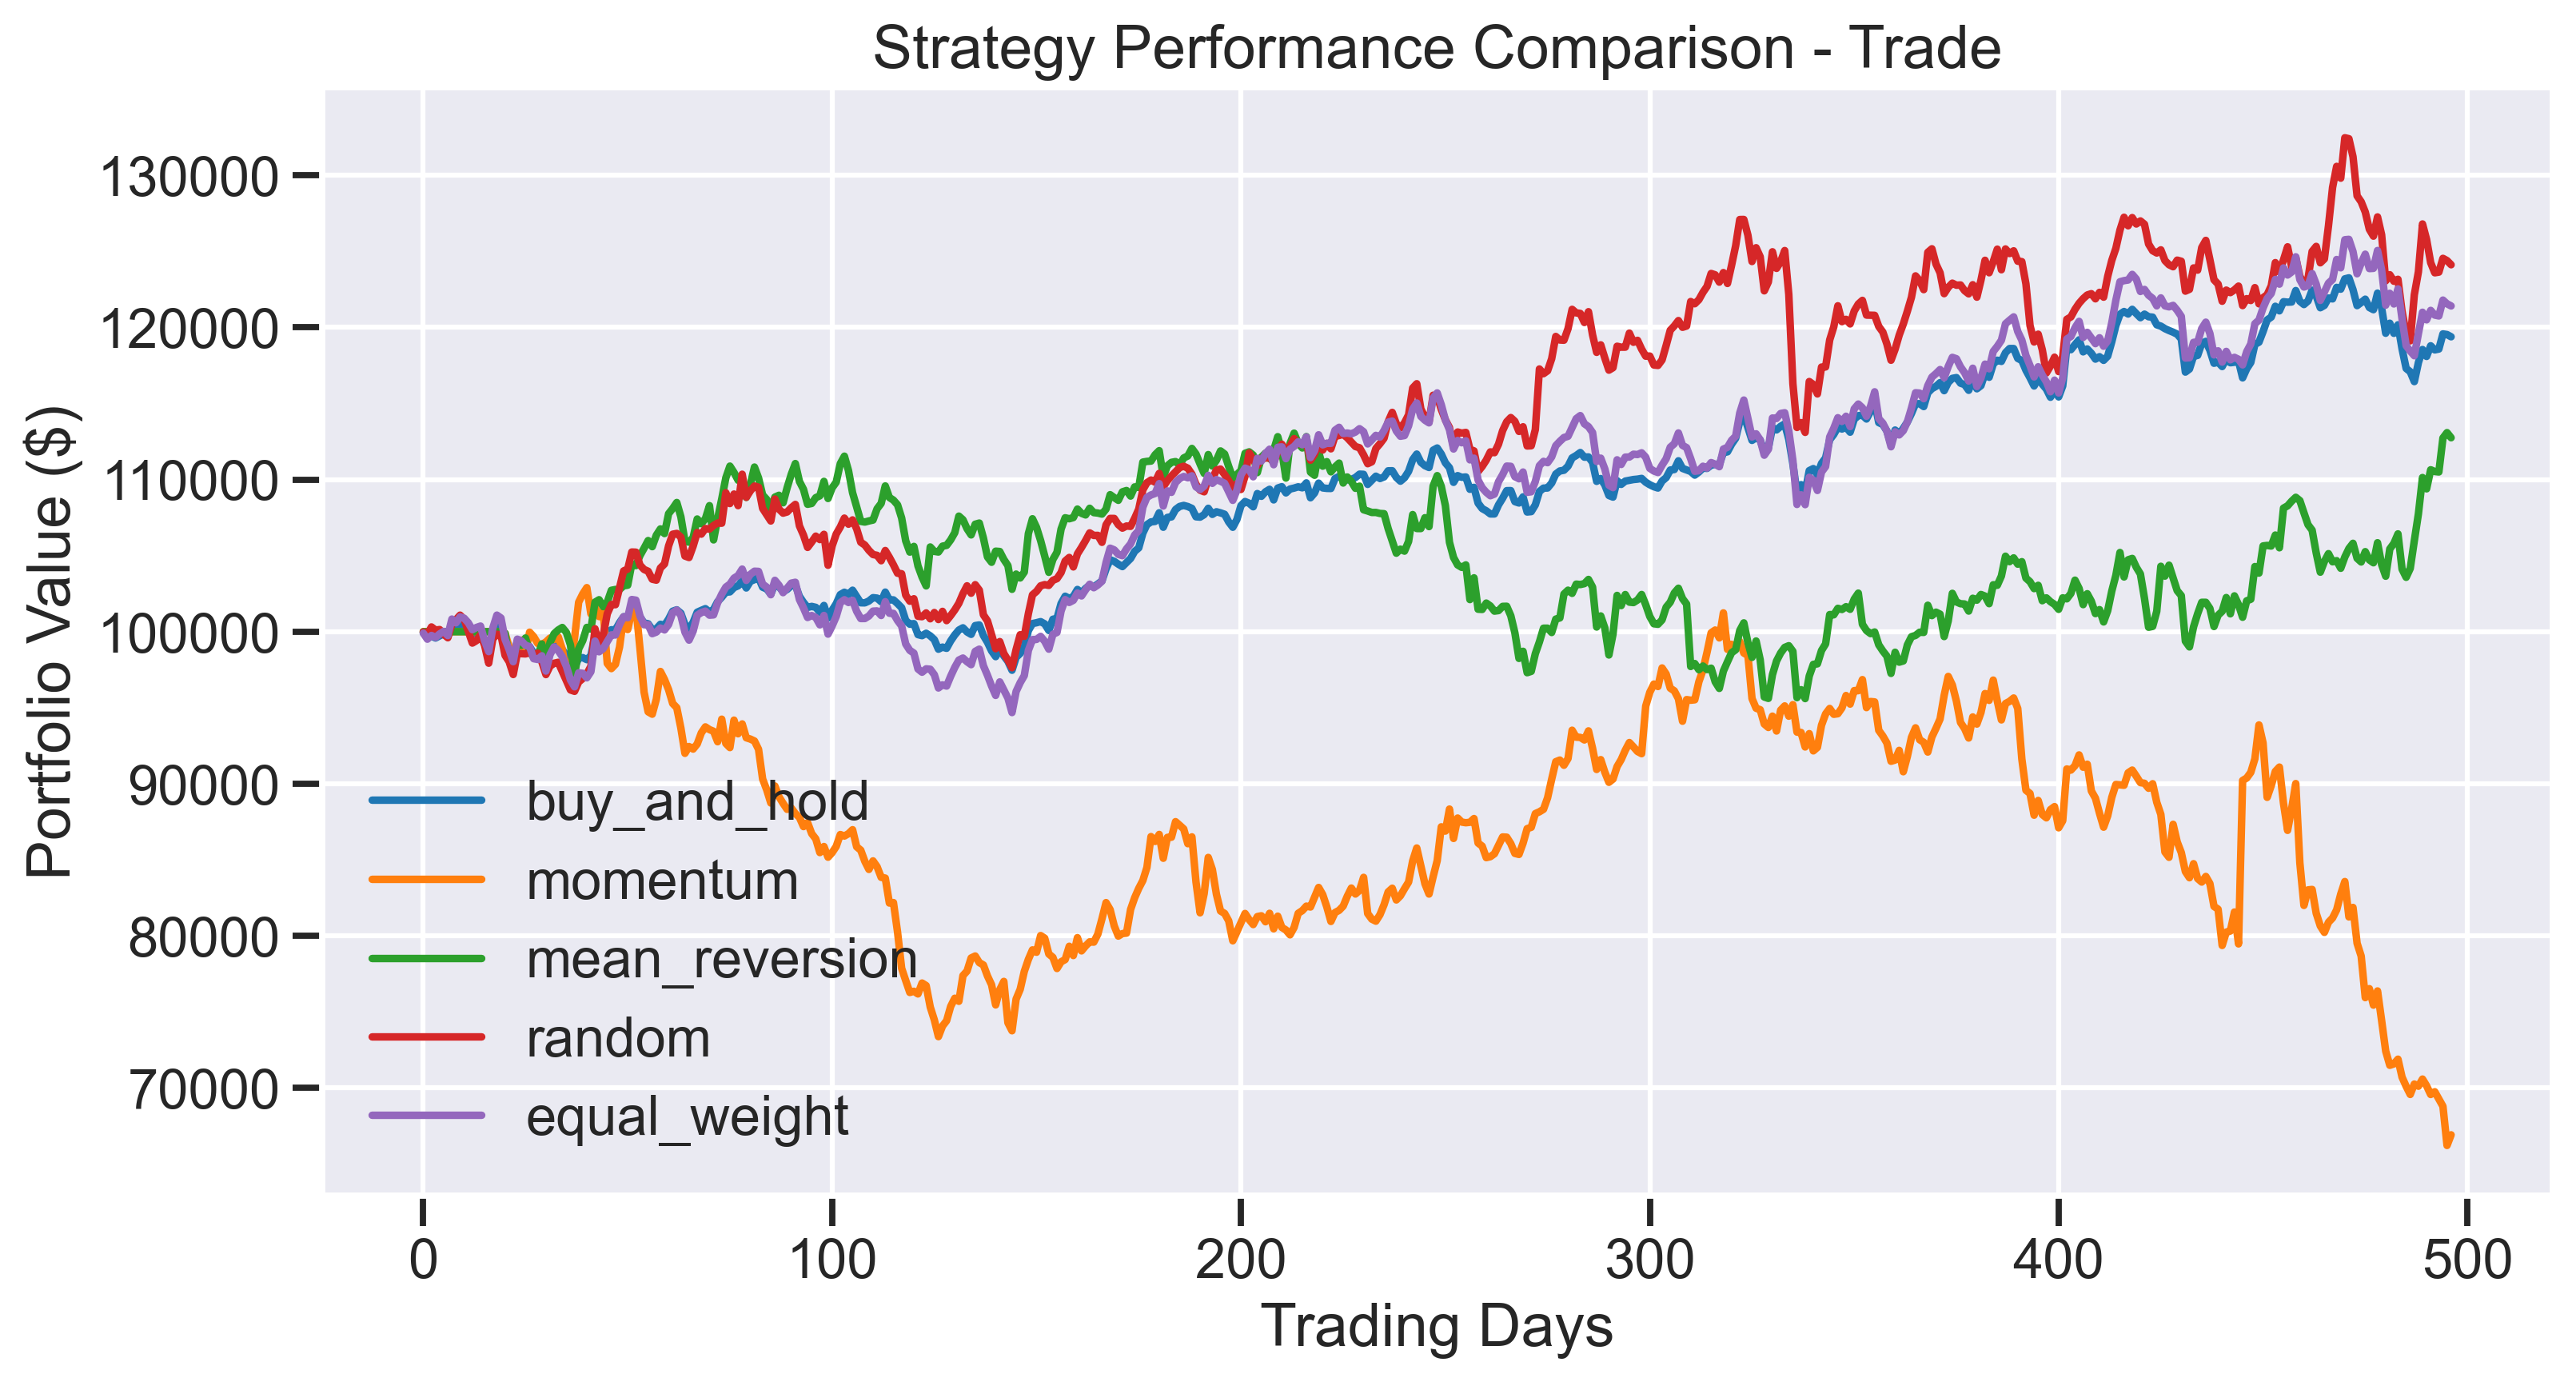 Strategy Performance Comparison - Trade
Portfolio Value ($)
130000
120000
110000
100000
90000
80000
70000
buy_and_hold
momentum
mean_reversion
random
equal_weight
0 100 200 300 400 500
Trading Days